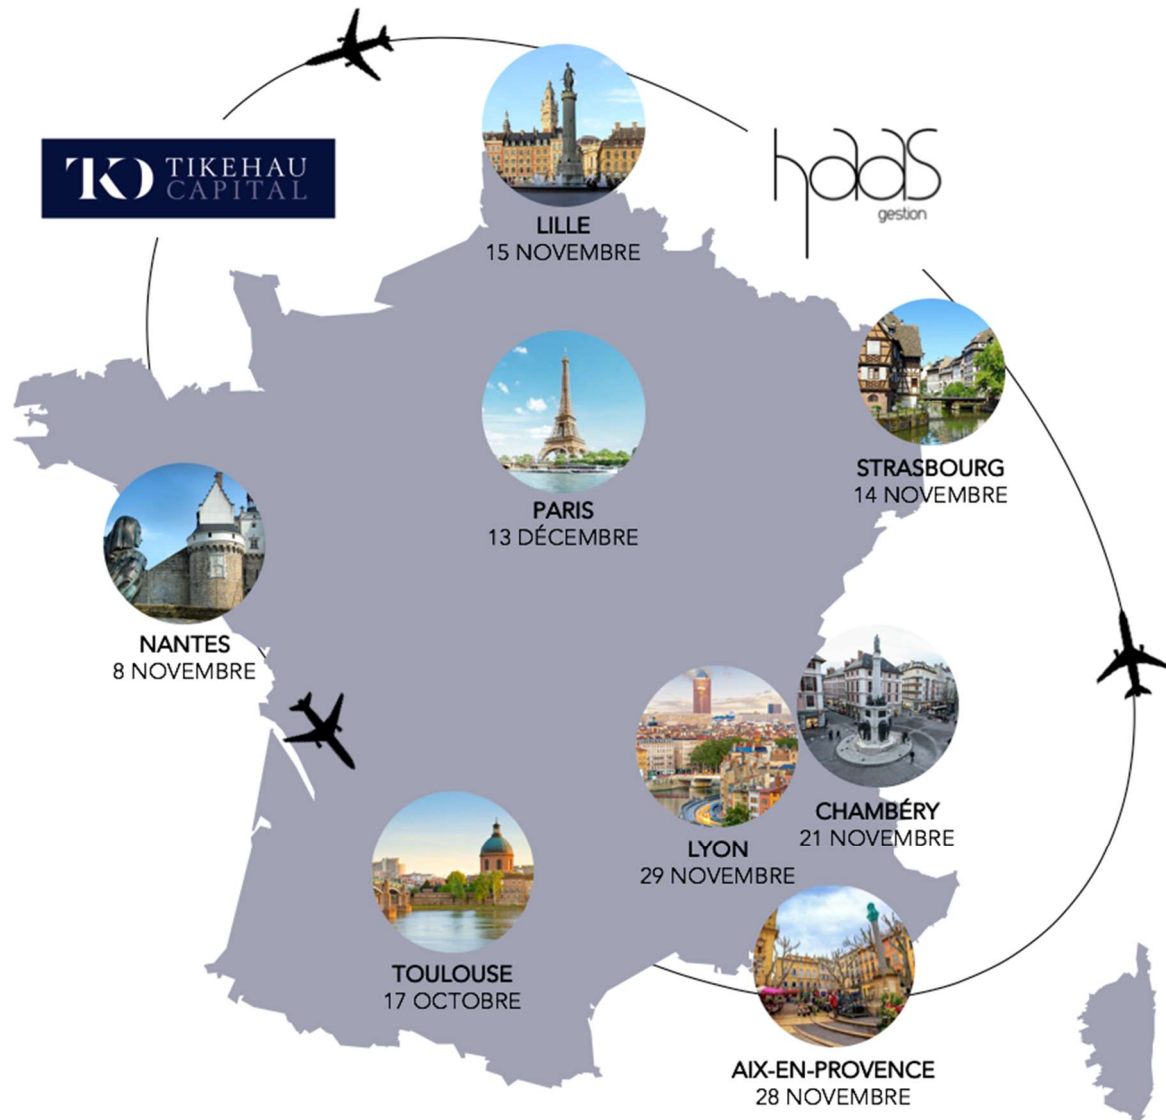 TKO TIKEHAU
CAPITAL
haas
gestion
LILLE
15 NOVEMBRE
PARIS
13 DÉCEMBRE
STRASBOURG
14 NOVEMBRE
NANTES
8 NOVEMBRE
CHAMBÉRY
21 NOVEMBRE
LYON
29 NOVEMBRE
TOULOUSE
17 OCTOBRE
AIX-EN-PROVENCE
28 NOVEMBRE